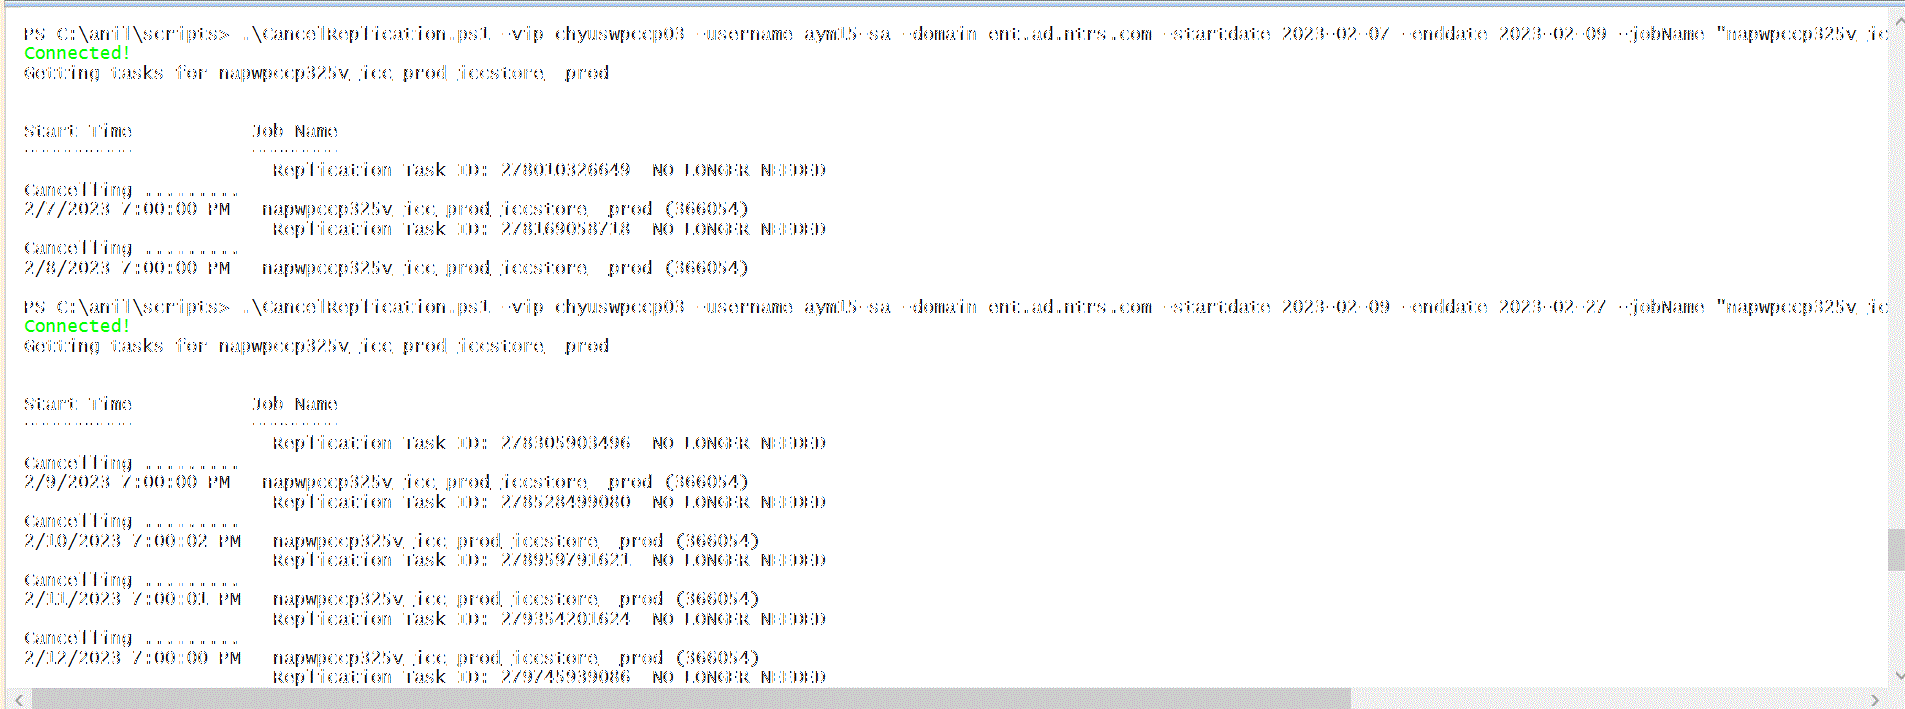 PS C:\anil\scripts> .\CancelReplication.ps1 -vip chyuswpccp03 -username aym15-sa -domain ent.ad.ntrs.com -startdate 2023-02-07 -enddate 2023-02-09 -jobName "napwpccp325v_ic
Connected!
Getting tasks for napwpccp325v_icc_prod_iccstore__prod
Start Time Job Name
---------- --------
Replication Task ID: 278010326649 NO LONGER NEEDED
Cancelling .........
2/7/2023 7:00:00 PM napwpccp325v_icc_prod_iccstore__prod (366054)
Replication Task ID: 278169058718 NO LONGER NEEDED
Cancelling .........
2/8/2023 7:00:00 PM napwpccp325v_icc_prod_iccstore__prod (366054)
PS C:\anil\scripts> .\CancelReplication.ps1 -vip chyuswpccp03 -username aym15-sa -domain ent.ad.ntrs.com -startdate 2023-02-09 -enddate 2023-02-27 -jobName "napwpccp325v_ic
Connected!
Getting tasks for napwpccp325v_icc_prod_iccstore__prod
Start Time Job Name
---------- --------
Replication Task ID: 278305903496 NO LONGER NEEDED
Cancelling .........
2/9/2023 7:00:00 PM napwpccp325v_icc_prod_iccstore__prod (366054)
Replication Task ID: 278528499080 NO LONGER NEEDED
Cancelling .........
2/10/2023 7:00:02 PM napwpccp325v_icc_prod_iccstore__prod (366054)
Replication Task ID: 278959791621 NO LONGER NEEDED
Cancelling .........
2/11/2023 7:00:01 PM napwpccp325v_icc_prod_iccstore__prod (366054)
Replication Task ID: 279354201624 NO LONGER NEEDED
Cancelling .........
2/12/2023 7:00:00 PM napwpccp325v_icc_prod_iccstore__prod (366054)
Replication Task ID: 279745939086 NO LONGER NEEDED